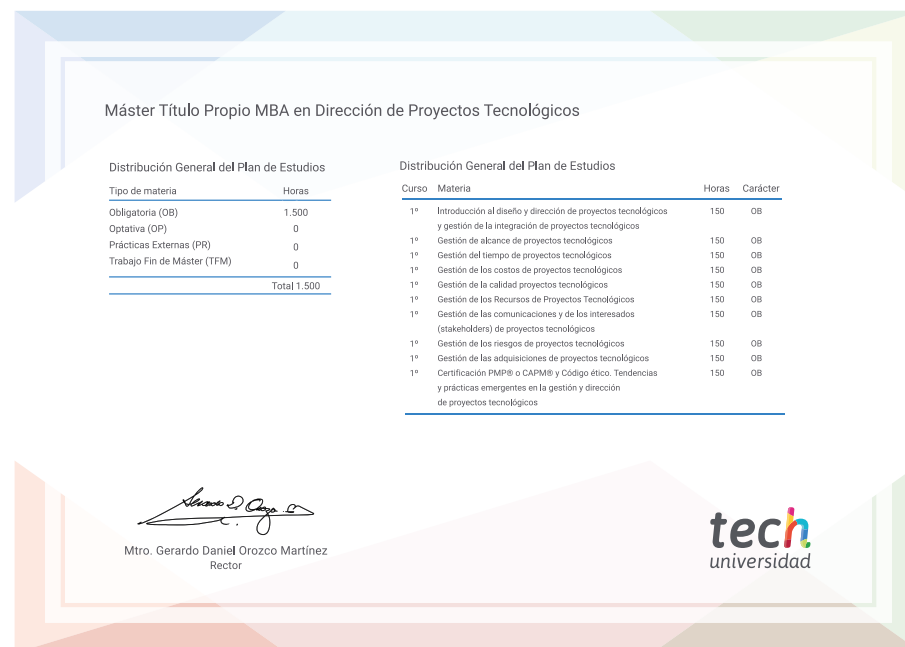 Máster Título Propio MBA en Dirección de Proyectos Tecnológicos
Distribución General del Plan de Estudios
Tipo de materia Horas
Obligatoria (OB) 1.500
Optativa (OP) 0
Prácticas Externas (PR) 0
Trabajo Fin de Máster (TFM) 0
Total 1.500
Distribución General del Plan de Estudios
Curso Materia Horas Carácter
1º Introducción al diseño y dirección de proyectos tecnológicos 150 OB
y gestión de la integración de proyectos tecnológicos
1º Gestión de alcance de proyectos tecnológicos 150 OB
1º Gestión del tiempo de proyectos tecnológicos 150 OB
1º Gestión de los costos de proyectos tecnológicos 150 OB
1º Gestión de la calidad proyectos tecnológicos 150 OB
1º Gestión de los Recursos de Proyectos Tecnológicos 150 OB
1º Gestión de las comunicaciones y de los interesados 150 OB
(stakeholders) de proyectos tecnológicos
1º Gestión de los riesgos de proyectos tecnológicos 150 OB
1º Gestión de las adquisiciones de proyectos tecnológicos 150 OB
1º Certificación PMP® o CAPM® y Código ético. Tendencias 150 OB
y prácticas emergentes en la gestión y dirección
de proyectos tecnológicos
Mtro. Gerardo Daniel Orozco Martínez
Rector
tech
universidad